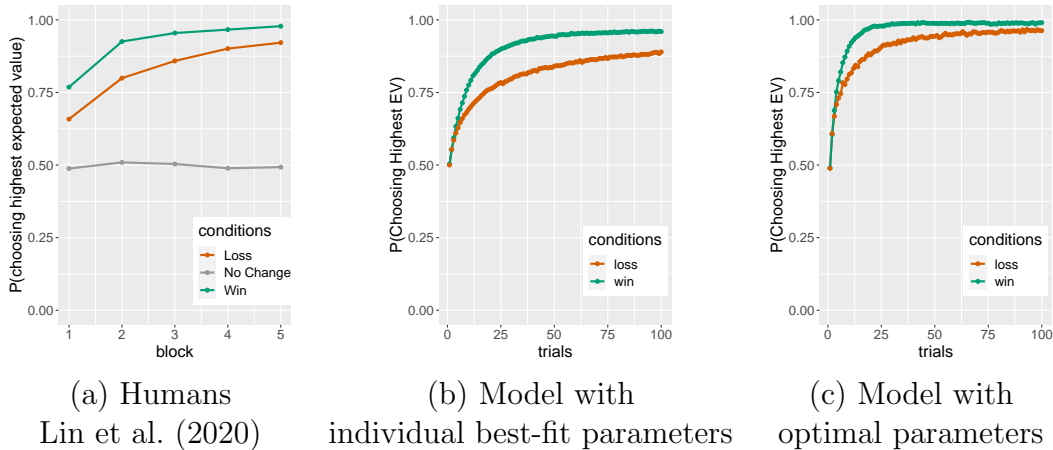 P(choosing highest expected value)
1.00
0.75
0.50
0.25
0.00
conditions
Loss
No Change
Win
1 2 3 4 5
block
(a) Humans
Lin et al. (2020)
P(Choosing Highest EV)
1.00
0.75
0.50
0.25
0.00
conditions
loss
win
0 25 50 75 100
trials
(b) Model with
individual best-fit parameters
P(Choosing Highest EV)
1.00
0.75
0.50
0.25
0.00
conditions
loss
win
0 25 50 75 100
trials
(c) Model with
optimal parameters